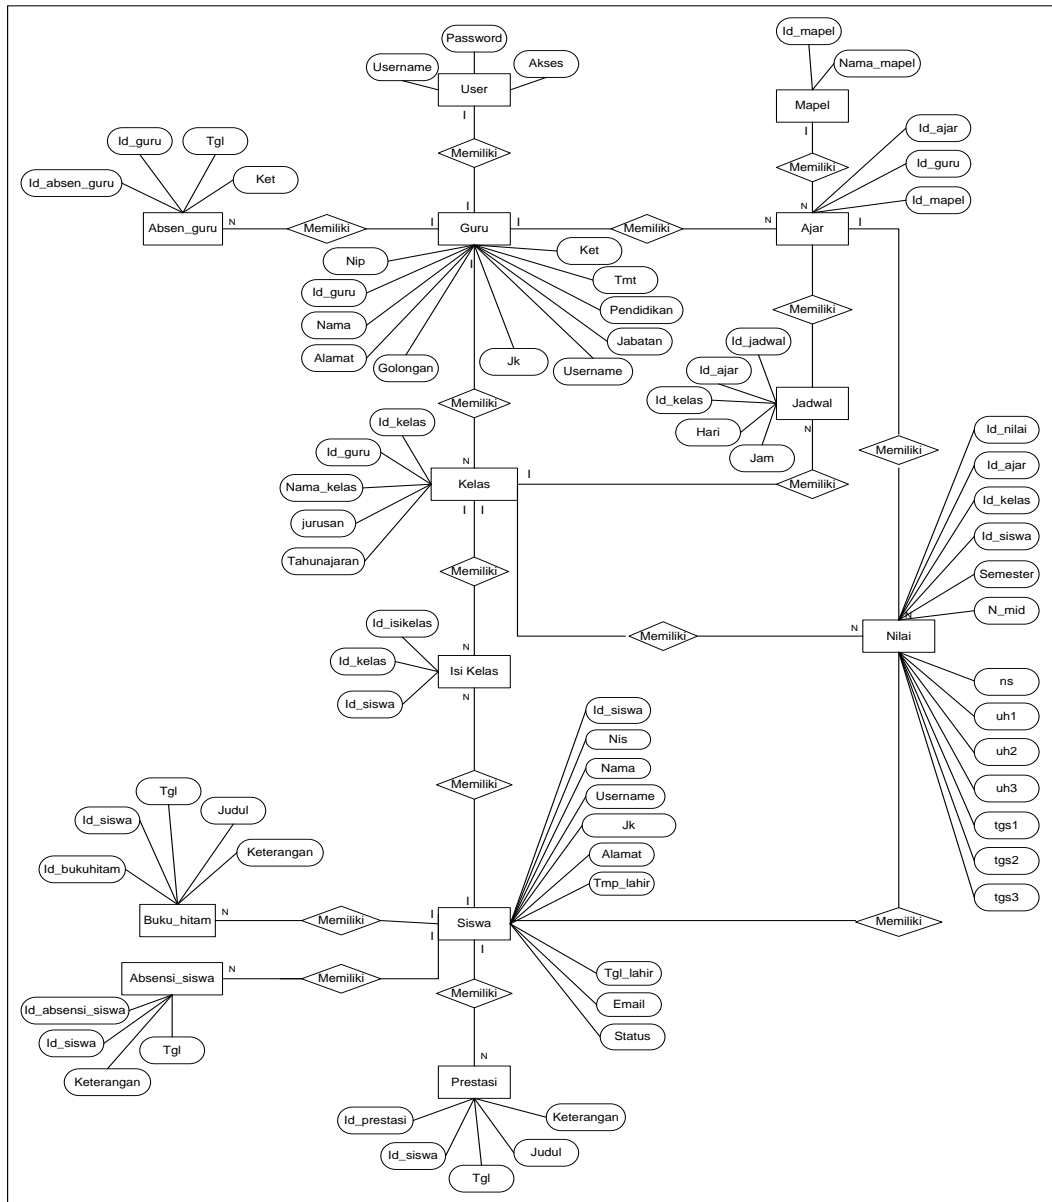 Password
Username
Akses
User
I
Memiliki
I
Id_mapel
Nama_mapel
Mapel
I
Memiliki
N
Id_ajar
Id_guru
Id_mapel
Id_guru
Tgl
Id_absen_guru
Ket
Absen_guru
N
Memiliki
I
Guru
I
Memiliki
N
Ajar
I
Nip
Id_guru
Nama
Alamat
Golongan
I
Jk
Ket
Tmt
Pendidikan
Jabatan
Username
Memiliki
Id_jadwal
Id_ajar
Id_kelas
Hari
Jam
Jadwal
N
Memiliki
Memiliki
N
Id_kelas
Id_guru
Nama_kelas
jurusan
Tahunajaran
Kelas
I
I
I
Memiliki
Memiliki
Id_nilai
Id_ajar
Id_kelas
Id_siswa
Semester
N_mid
N
Memiliki
N
Nilai
Memiliki
N
Id_isikelas
Id_kelas
Id_siswa
Isi Kelas
N
ns
uh1
uh2
uh3
tgs1
tgs2
tgs3
Memiliki
Id_siswa
Nis
Nama
Username
Jk
Alamat
Tmp_lahir
Tgl
Judul
Id_siswa
Keterangan
Id_bukuhitam
Buku_hitam
N
Memiliki
I
I
Siswa
Memiliki
Absensi_siswa
N
Memiliki
I
I
Memiliki
Tgl_lahir
Email
Status
Id_absensi_siswa
Id_siswa
Tgl
Keterangan
N
Prestasi
Id_prestasi
Keterangan
Id_siswa
Judul
Tgl